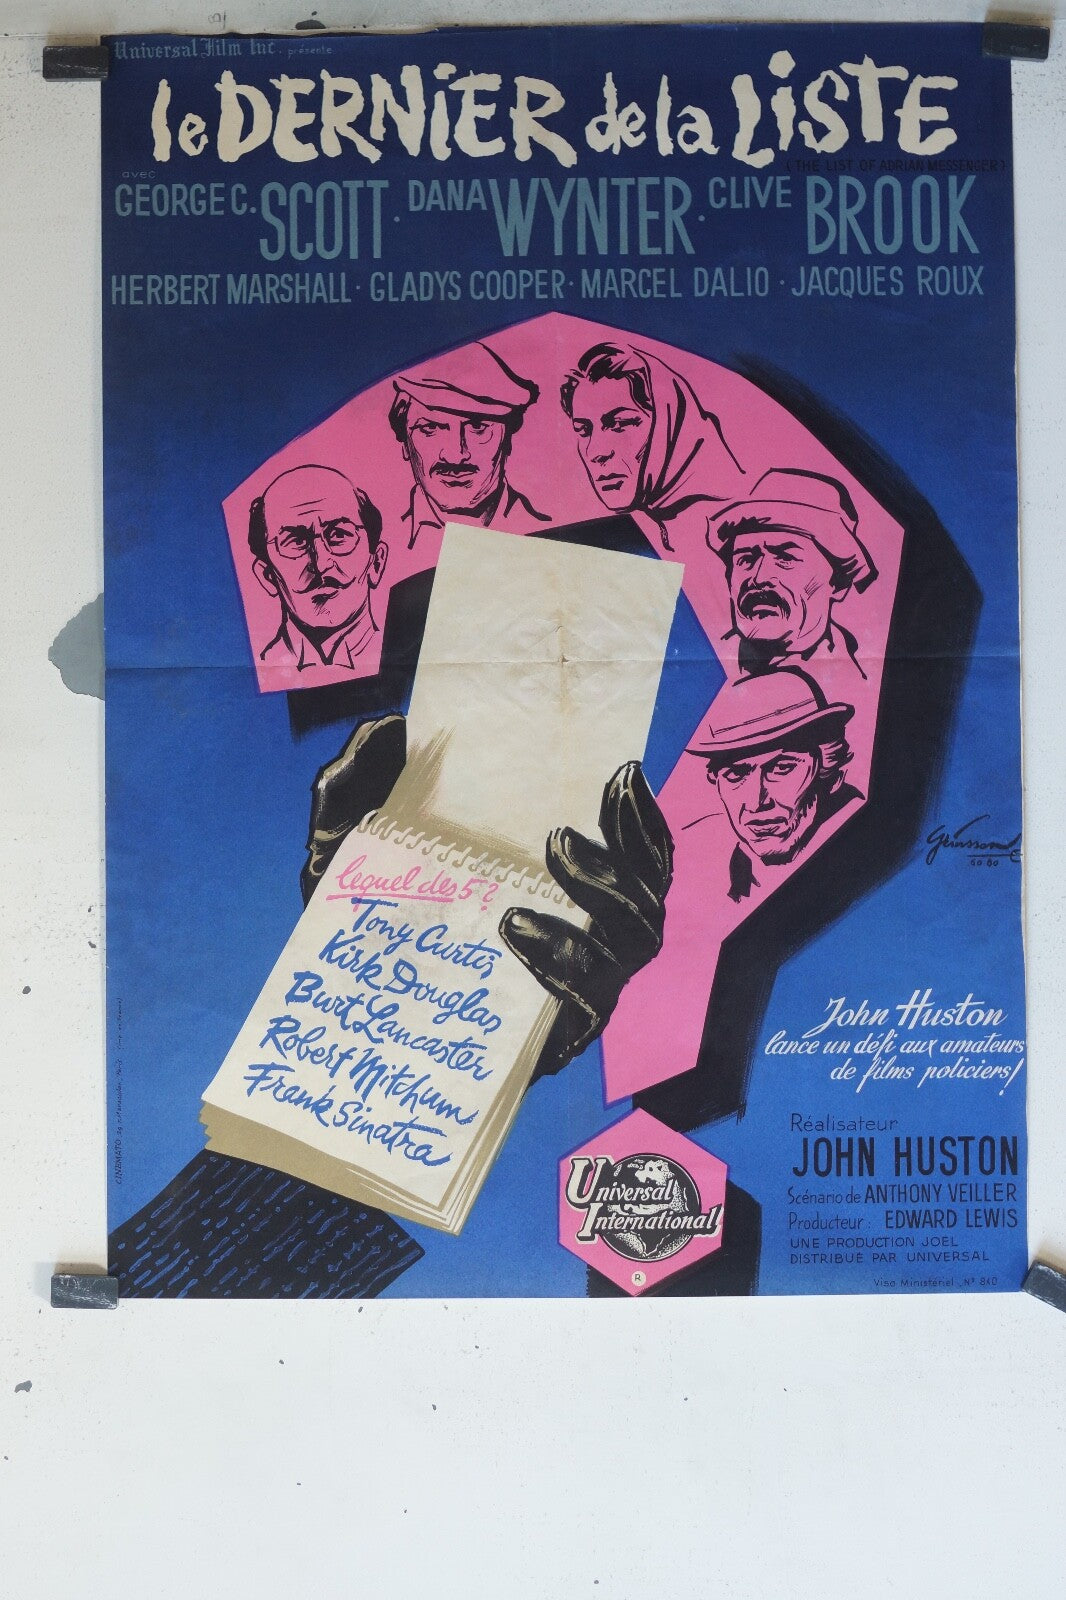 Universal Film Inc. présente
le DERNiER de la LiSTE
(THE LIST OF ADRIAN MESSENGER)
avec
GEORGE C. SCOTT · DANA WYNTER · CLIVE BROOK
HERBERT MARSHALL · GLADYS COOPER · MARCEL DALIO · JACQUES ROUX
lequel des 5?
Tony Curtis
Kirk Douglas
Burt Lancaster
Robert Mitchum
Frank Sinatra
John Huston
lance un défi aux amateurs
de films policiers!
Réalisateur
JOHN HUSTON
Scénario de ANTHONY VEILLER
Producteur: EDWARD LEWIS
UNE PRODUCTION JOEL
DISTRIBUÉ PAR UNIVERSAL
Visa Ministériel N° 840
Universal
International
R